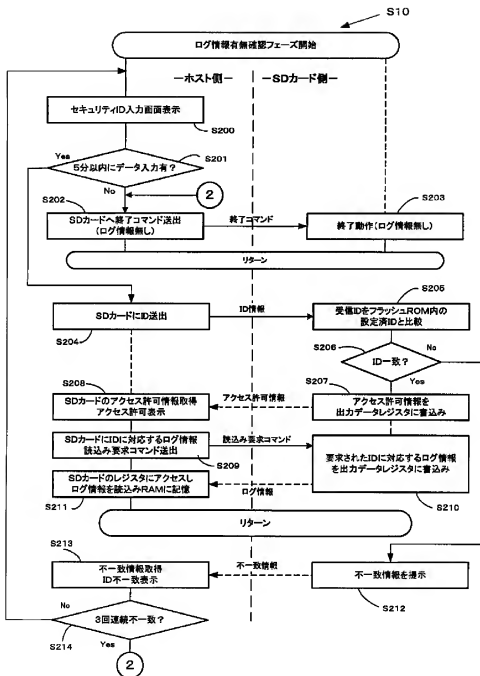 S10
ログ情報有無確認フェーズ開始
ーホスト側ー
ーSDカード側ー
セキュリティID入力画面表示
S200
S201
Yes
5分以内にデータ入力有?
No
2
S202
S203
SDカードへ終了コマンド送出
(ログ情報無し)
終了コマンド
終了動作(ログ情報無し)
リターン
S205
SDカードにID送出
ID情報
受信IDをフラッシュROM内の
設定済IDと比較
S204
S206
No
ID一致?
S208
S207
Yes
SDカードのアクセス許可情報取得
アクセス許可表示
アクセス許可情報
アクセス許可情報を
出力データレジスタに書込み
SDカードにIDに対応するログ情報
読込み要求コマンド送出
読込み要求コマンド
S209
要求されたIDに対応するログ情報
を出力データレジスタに書込み
SDカードのレジスタにアクセスし
ログ情報を読込みRAMに記憶
ログ情報
S211
S210
リターン
S213
不一致情報取得
ID不一致表示
不一致情報
不一致情報を提示
S212
No
3回連続不一致?
S214
Yes
2